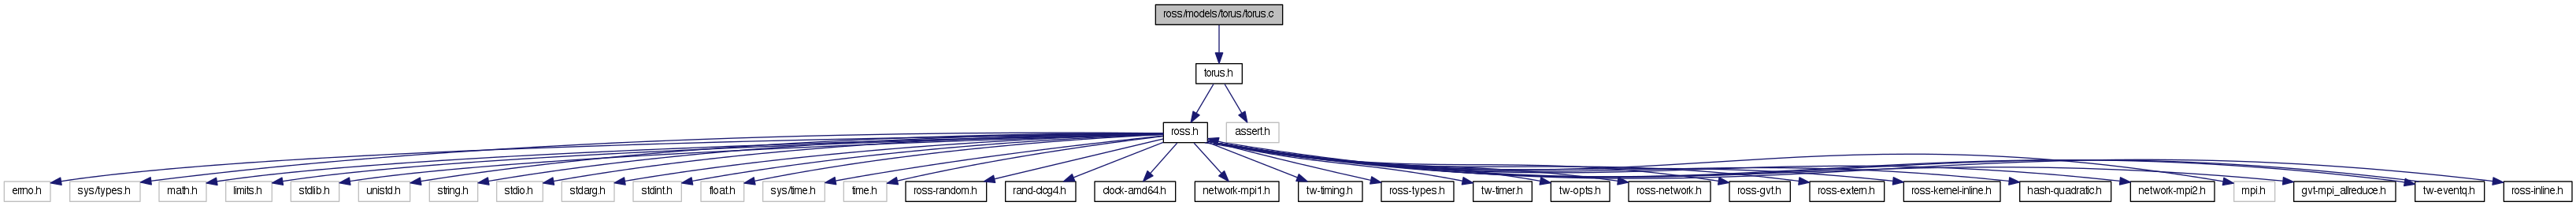 ross/models/torus/torus.c
torus.h
ross.h
assert.h
errno.h
sys/types.h
math.h
limits.h
stdlib.h
unistd.h
string.h
stdio.h
stdarg.h
stdint.h
float.h
sys/time.h
time.h
ross-random.h
rand-clcg4.h
clock-amd64.h
network-mpi1.h
tw-timing.h
ross-types.h
tw-timer.h
tw-opts.h
ross-network.h
ross-gvt.h
ross-extern.h
ross-kernel-inline.h
hash-quadratic.h
network-mpi2.h
mpi.h
gvt-mpi_allreduce.h
tw-eventq.h
ross-inline.h